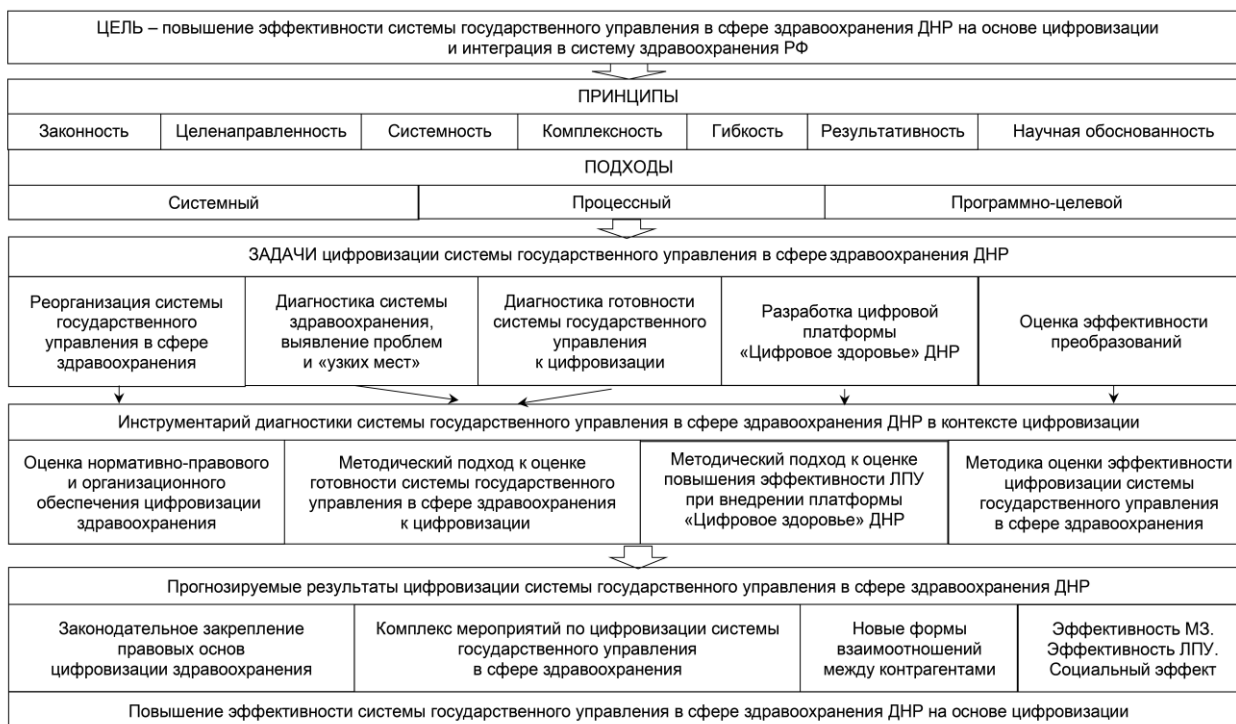 ЦЕЛЬ – повышение эффективности системы государственного управления в сфере здравоохранения ДНР на основе цифровизации
и интеграция в систему здравоохранения РФ
ПРИНЦИПЫ
Законность
Целенаправленность
Системность
Комплексность
Гибкость
Результативность
Научная обоснованность
ПОДХОДЫ
Системный
Процессный
Программно-целевой
ЗАДАЧИ цифровизации системы государственного управления в сфере здравоохранения ДНР
Реорганизация системы
государственного
управления в сфере
здравоохранения
Диагностика системы
здравоохранения,
выявление проблем
и «узких мест»
Диагностика готовности
системы государственного
управления
к цифровизации
Разработка цифровой
платформы
«Цифровое здоровье» ДНР
Оценка эффективности
преобразований
Инструментарий диагностики системы государственного управления в сфере здравоохранения ДНР в контексте цифровизации
Оценка нормативно-правового
и организационного
обеспечения цифровизации
здравоохранения
Методический подход к оценке
готовности системы государственного
управления в сфере здравоохранения
к цифровизации
Методический подход к оценке
повышения эффективности ЛПУ
при внедрении платформы
«Цифровое здоровье» ДНР
Методика оценки эффективности
цифровизации системы
государственного управления
в сфере здравоохранения
Прогнозируемые результаты цифровизации системы государственного управления в сфере здравоохранения ДНР
Законодательное закрепление
правовых основ
цифровизации здравоохранения
Комплекс мероприятий по цифровизации системы
государственного управления
в сфере здравоохранения
Новые формы
взаимоотношений
между контрагентами
Эффективность МЗ.
Эффективность ЛПУ.
Социальный эффект
Повышение эффективности системы государственного управления в сфере здравоохранения ДНР на основе цифровизации